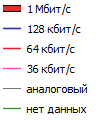 1 Мбит/с
128 кбит/с
64 кбит/с
36 кбит/с
аналоговый
нет данных